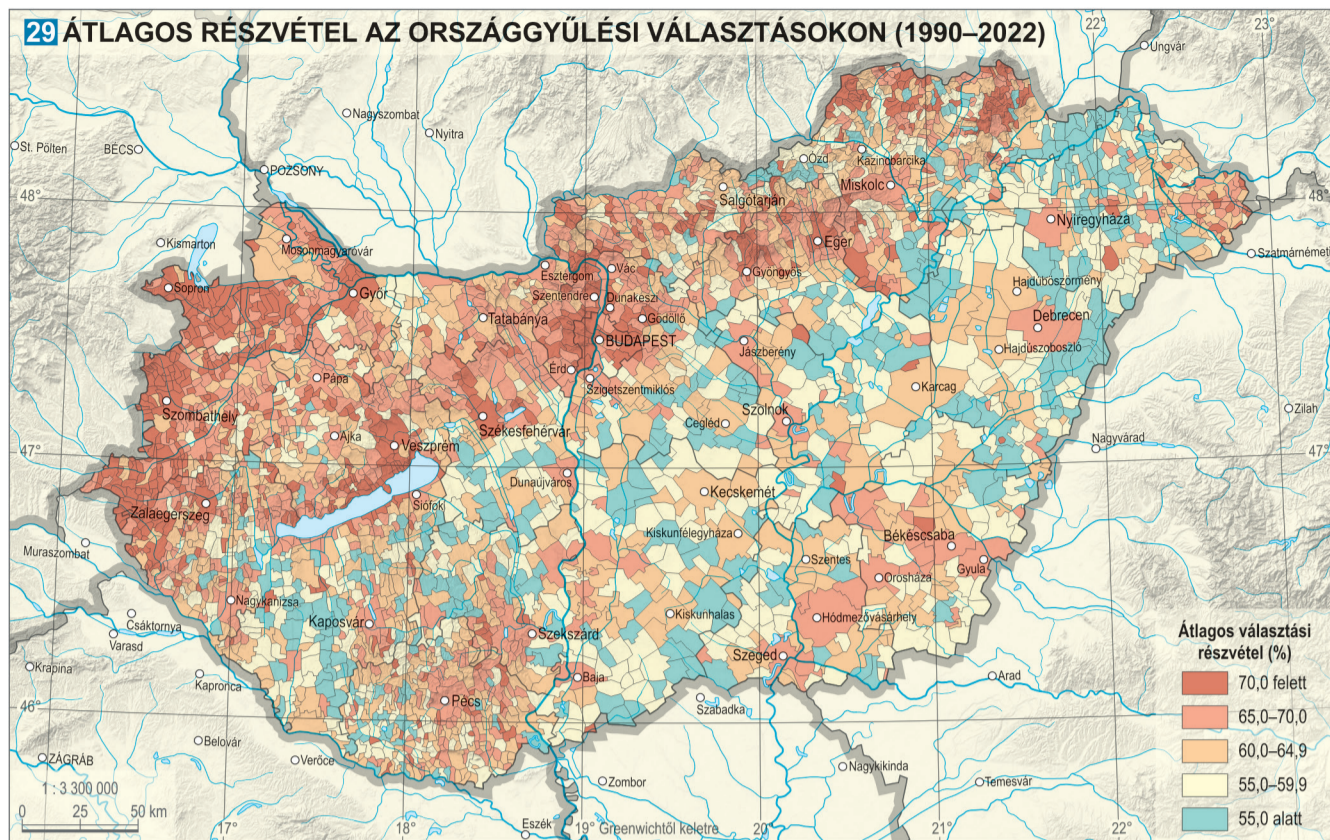 29 ÁTLAGOS RÉSZVÉTEL AZ ORSZÁGGYŰLÉSI VÁLASZTÁSOKON (1990–2022)
22°
23°
Ungvár
Nagyszombat
Nyitra
St. Pölten
BÉCS
POZSONY
Ózd
Kazincbarcika
Miskolc
48°
Salgótarján
48°
Nyíregyháza
Kismarton
Mosonmagyaróvár
Eger
Szatmárnémeti
Sopron
Esztergom
Vác
Gyöngyös
Győr
Szentendre
Dunakeszi
Hajdúböszörmény
Tatabánya
Gödöllő
Debrecen
BUDAPEST
Jászberény
Hajdúszoboszló
Pápa
Érd
Szigetszentmiklós
Karcag
Szombathely
Zilah
Székesfehérvár
Cegléd
Szolnok
Ajka
Veszprém
Nagyvárad
47°
47°
Dunaújváros
Siófok
Kecskemét
Zalaegerszeg
Kiskunfélegyháza
Békéscsaba
Muraszombat
Szentes
Gyula
Orosháza
Nagykanizsa
Csáktornya
Kaposvár
Kiskunhalas
Hódmezővásárhely
Szekszárd
Varasd
Szeged
Krapina
Kapronca
Baja
Arad
Pécs
Szabadka
46°
Belovár
ZÁGRÁB
Verőce
Zombor
Nagykikinda
Temesvár
Eszék
Átlagos választási
részvétel (%)
70,0 felett
65,0–70,0
60,0–64,9
55,0–59,9
55,0 alatt
1 : 3 300 000
0 25 50 km
17°
18°
19°
Greenwichtől keletre
20°
21°
22°